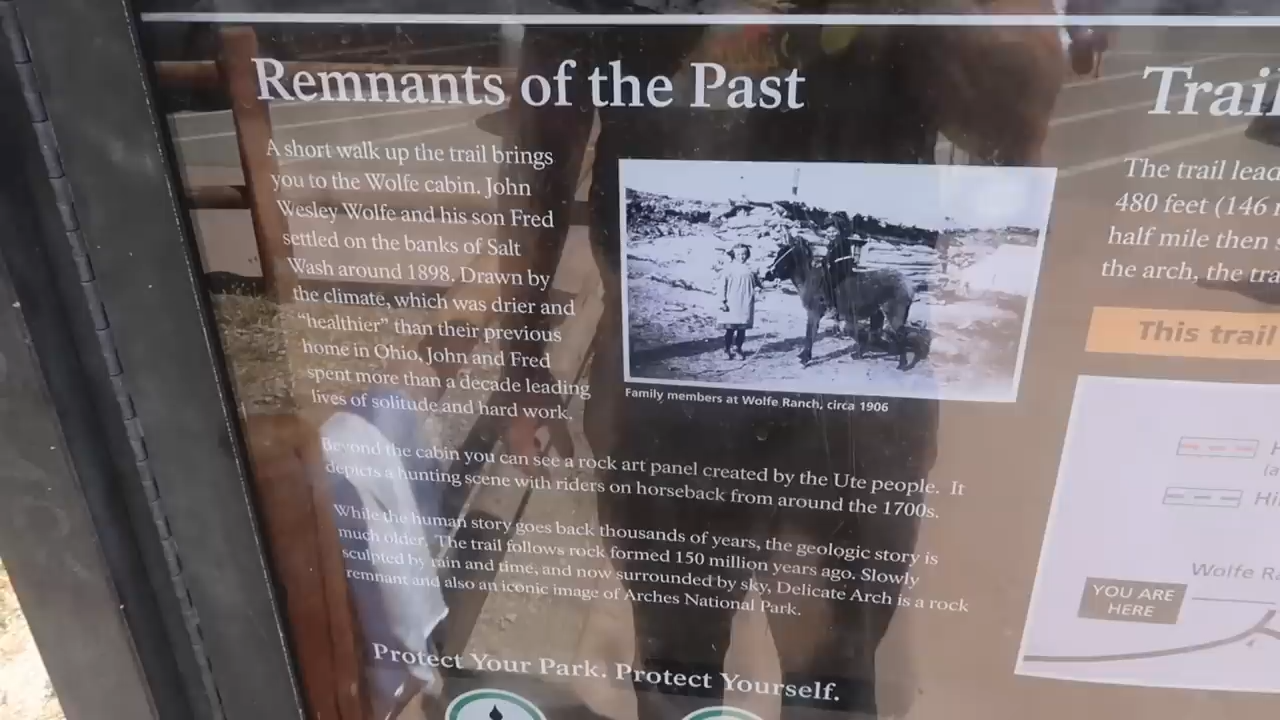 Remnants of the Past
A short walk up the trail brings
you to the Wolfe cabin. John
Wesley Wolfe and his son Fred
settled on the banks of Salt
Wash around 1898. Drawn by
the climate, which was drier and
“healthier” than their previous
home in Ohio, John and Fred
spent more than a decade leading
lives of solitude and hard work.
Family members at Wolfe Ranch, circa 1906
Beyond the cabin you can see a rock art panel created by the Ute people. It
depicts a hunting scene with riders on horseback from around the 1700s.
While the human story goes back thousands of years, the geologic story is
much older. The trail follows rock formed 150 million years ago. Slowly
sculpted by rain and time, and now surrounded by sky, Delicate Arch is a rock
remnant and also an iconic image of Arches National Park.
Protect Your Park. Protect Yourself.
Trail
The trail lead
480 feet (146
half mile then
the arch, the tra
This trail
Hi
Wolfe Ra
YOU ARE
HERE